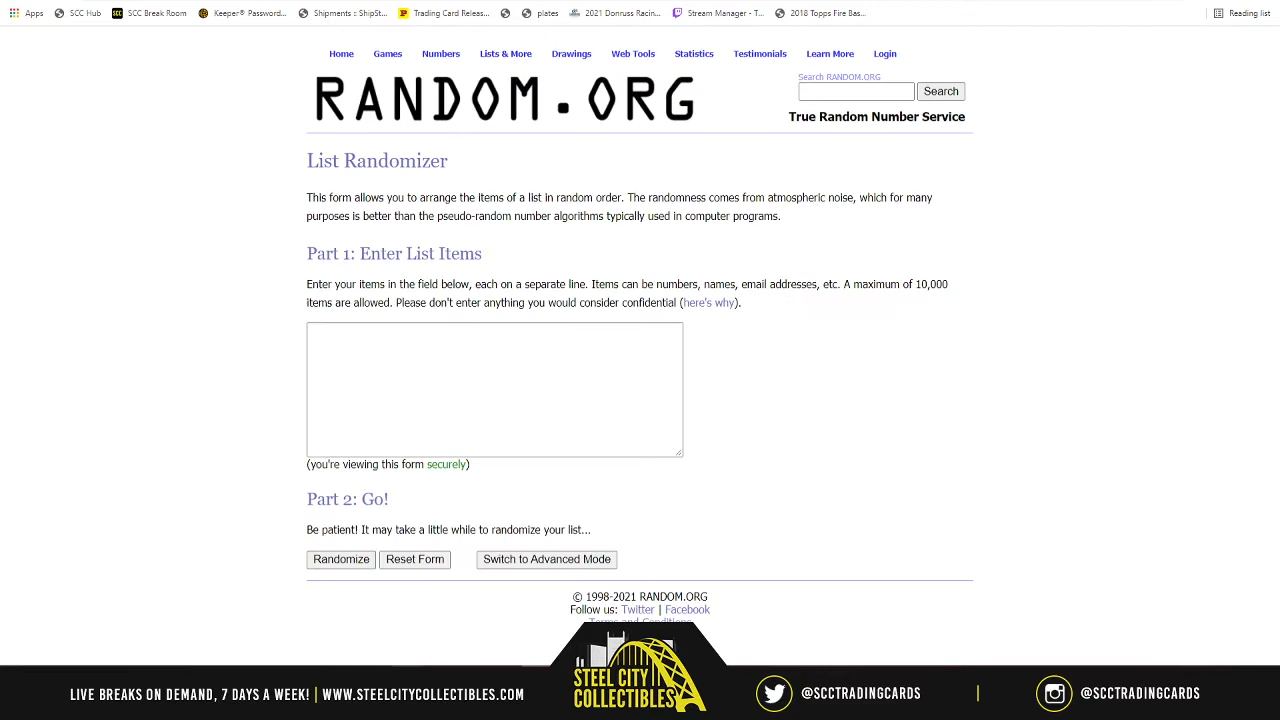 Apps SCC Hub SCC Break Room Keeper® Password... Shipments :: ShipSt... Trading Card Releas... plates 2021 Donruss Racin... Stream Manager - T... 2018 Topps Fire Bas... Reading list
Home Games Numbers Lists & More Drawings Web Tools Statistics Testimonials Learn More Login
RANDOM.ORG
Search RANDOM.ORG
Search
True Random Number Service
List Randomizer
This form allows you to arrange the items of a list in random order. The randomness comes from atmospheric noise, which for many
purposes is better than the pseudo-random number algorithms typically used in computer programs.
Part 1: Enter List Items
Enter your items in the field below, each on a separate line. Items can be numbers, names, email addresses, etc. A maximum of 10,000
items are allowed. Please don't enter anything you would consider confidential (here's why).
(you're viewing this form securely)
Part 2: Go!
Be patient! It may take a little while to randomize your list...
Randomize Reset Form Switch to Advanced Mode
© 1998-2021 RANDOM.ORG
Follow us: Twitter | Facebook
Terms and Conditions
STEEL CITY
COLLECTIBLES
LIVE BREAKS ON DEMAND, 7 DAYS A WEEK! | WWW.STEELCITYCOLLECTIBLES.COM
@SCCTRADINGCARDS | @SCCTRADINGCARDS